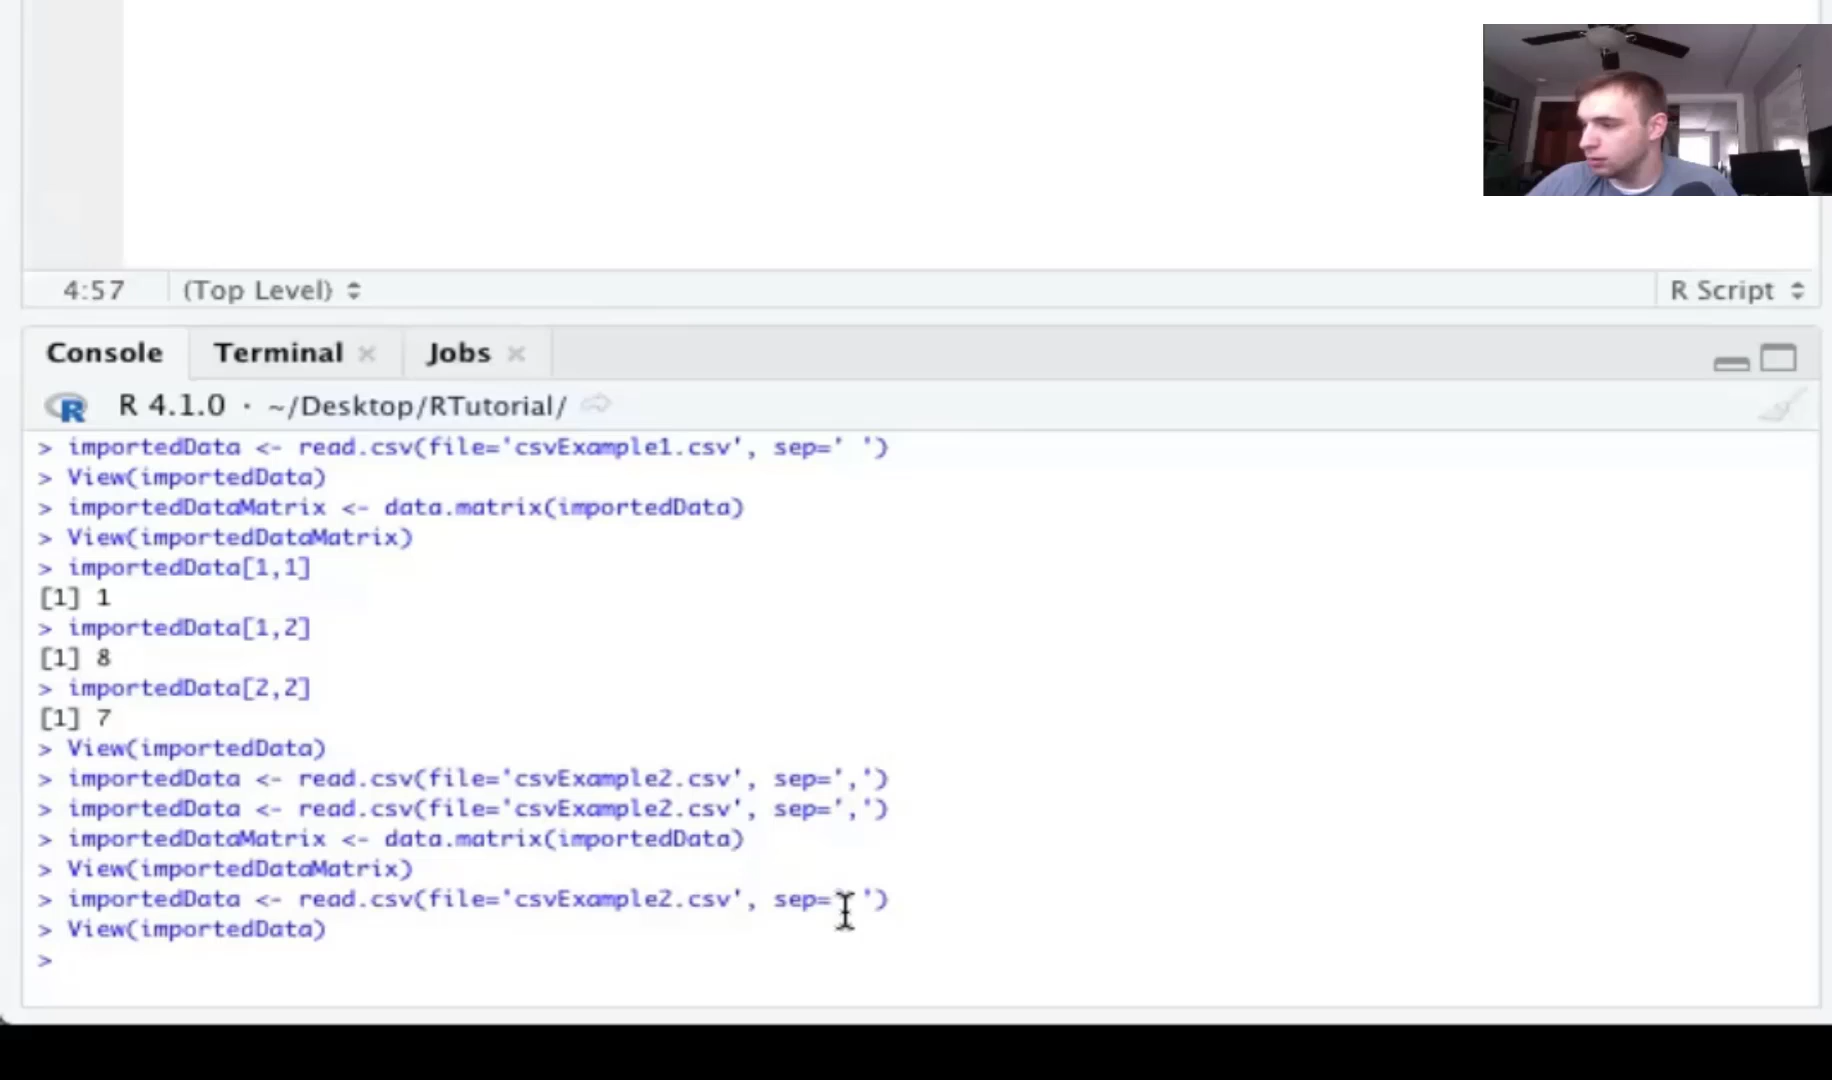 4:57 (Top Level) R Script
Console Terminal Jobs
R R 4.1.0 · ~/Desktop/RTutorial/
> importedData <- read.csv(file='csvExample1.csv', sep=' ')
> View(importedData)
> importedDataMatrix <- data.matrix(importedData)
> View(importedDataMatrix)
> importedData[1,1]
[1] 1
> importedData[1,2]
[1] 8
> importedData[2,2]
[1] 7
> View(importedData)
> importedData <- read.csv(file='csvExample2.csv', sep=',')
> importedData <- read.csv(file='csvExample2.csv', sep=',')
> importedDataMatrix <- data.matrix(importedData)
> View(importedDataMatrix)
> importedData <- read.csv(file='csvExample2.csv', sep=' ')
> View(importedData)
>